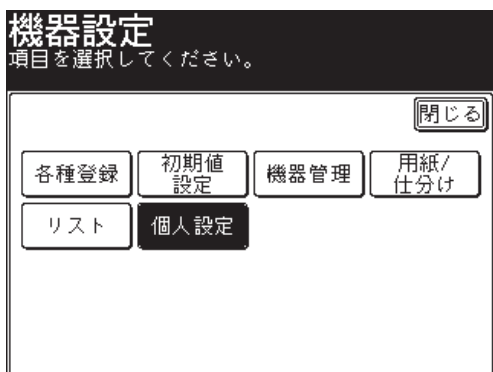 機器設定
項目を選択してください。
閉じる
各種登録
初期値
設定
機器管理
用紙/
仕分け
リスト
個人設定